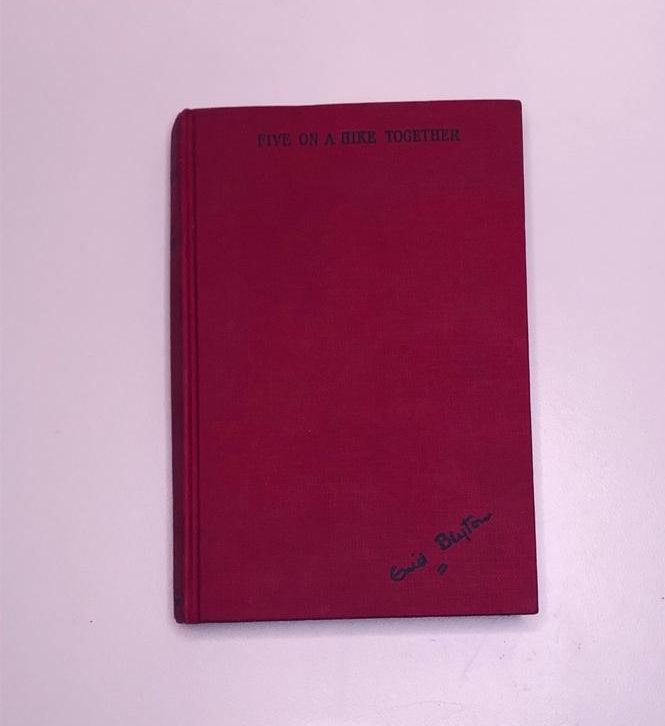 FIVE ON A HIKE TOGETHER
Enid Blyton